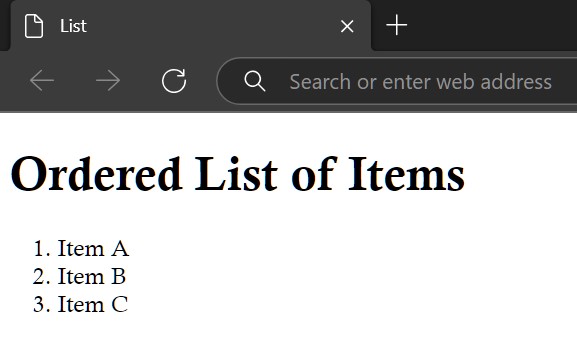 List
Search or enter web address
Ordered List of Items
1. Item A
2. Item B
3. Item C